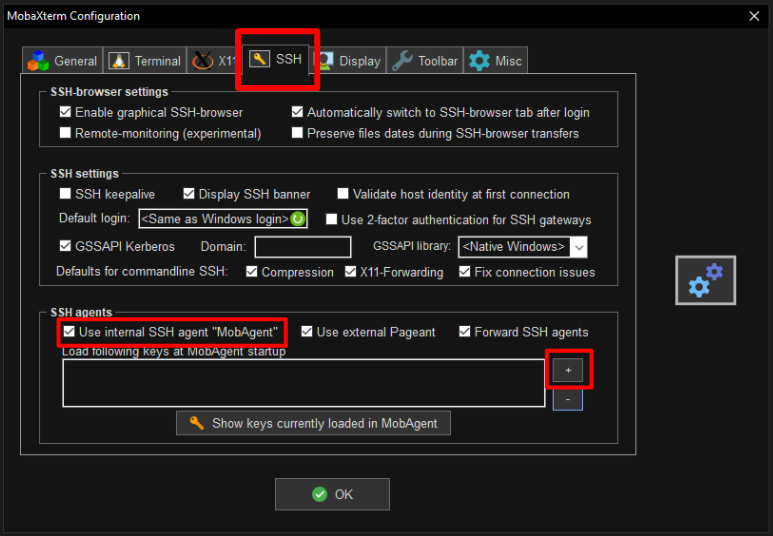 MobaXterm Configuration
General Terminal X11 SSH Display Toolbar Misc
SSH-browser settings
Enable graphical SSH-browser Automatically switch to SSH-browser tab after login
Remote-monitoring (experimental) Preserve files dates during SSH-browser transfers
SSH settings
SSH keepalive Display SSH banner Validate host identity at first connection
Default login: <Same as Windows login> Use 2-factor authentication for SSH gateways
GSSAPI Kerberos Domain: GSSAPI library: <Native Windows>
Defaults for commandline SSH: Compression X11-Forwarding Fix connection issues
SSH agents
Use internal SSH agent "MobAgent" Use external Pageant Forward SSH agents
Load following keys at MobAgent startup
+
-
Show keys currently loaded in MobAgent
OK